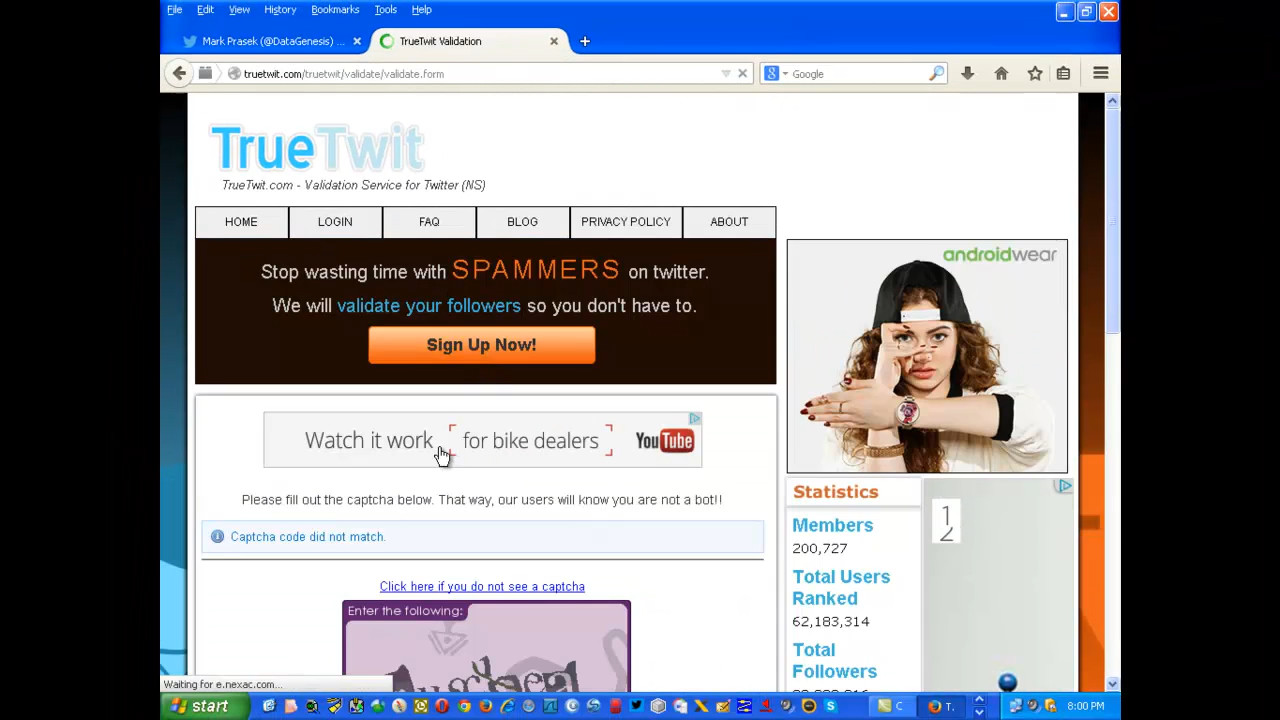 File Edit View History Bookmarks Tools Help
Mark Prasek (@DataGenesis) ...
TrueTwit Validation
truetwit.com/truetwit/validate/validate.form
Google
TrueTwit
TrueTwit.com - Validation Service for Twitter (NS)
HOME LOGIN FAQ BLOG PRIVACY POLICY ABOUT
Stop wasting time with SPAMMERS on twitter.
We will validate your followers so you don't have to.
Sign Up Now!
androidwear
Watch it work for bike dealers YouTube
Please fill out the captcha below. That way, our users will know you are not a bot!!
Captcha code did not match.
Click here if you do not see a captcha
Enter the following:
Statistics
Members
200,727
Total Users
Ranked
62,183,314
Total
Followers
1
2
Waiting for e.nexac.com...
start
C
T.
8:00 PM